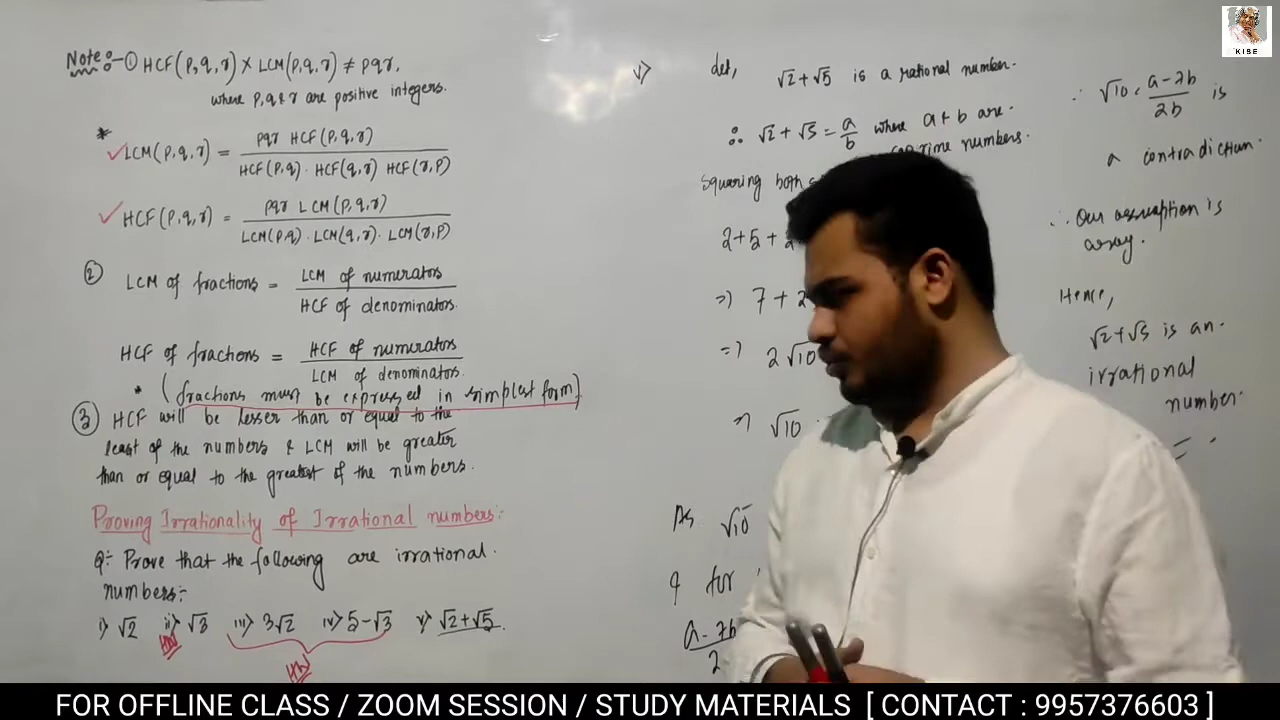 Note:- ① HCF(P,q,r) × LCM(P,q,r) ≠ pqr,
where P,q & r are positive integers.
* ✓ LCM(P,q,r) = pqr HCF(P,q,r) / HCF(P,q) · HCF(q,r) HCF(r,P)
✓ HCF(P,q,r) = pqr LCM(P,q,r) / LCM(P,q) · LCM(q,r) · LCM(r,P)
② LCM of fractions = LCM of numerators / HCF of denominators.
HCF of fractions = HCF of numerators / LCM of denominators.
* (fractions must be expressed in simplest form)
③ HCF will be lesser than or equal to the
least of the numbers & LCM will be greater
than or equal to the greatest of the numbers.
Proving Irrationality of Irrational numbers:
Q:- Prove that the following are irrational.
numbers:-
i> √2 ii> √3 iii> 3√2 iv> 5-√3 v> √2+√5.
HW
HW
v> let,
√2+√5 is a rational number.
∴ √2+√5 = a/b where a & b are.
numbers.
Squaring both
2+5+
=> 7+2
=> 2√10
=> √10
As √10
for
a-7b
2
∴ √10 = a-7b / 2b is
a contradiction.
∴ Our assumption is
Hence,
√2+√5 is an.
irrational
number.
KIBE
FOR OFFLINE CLASS / ZOOM SESSION / STUDY MATERIALS [ CONTACT : 9957376603 ]